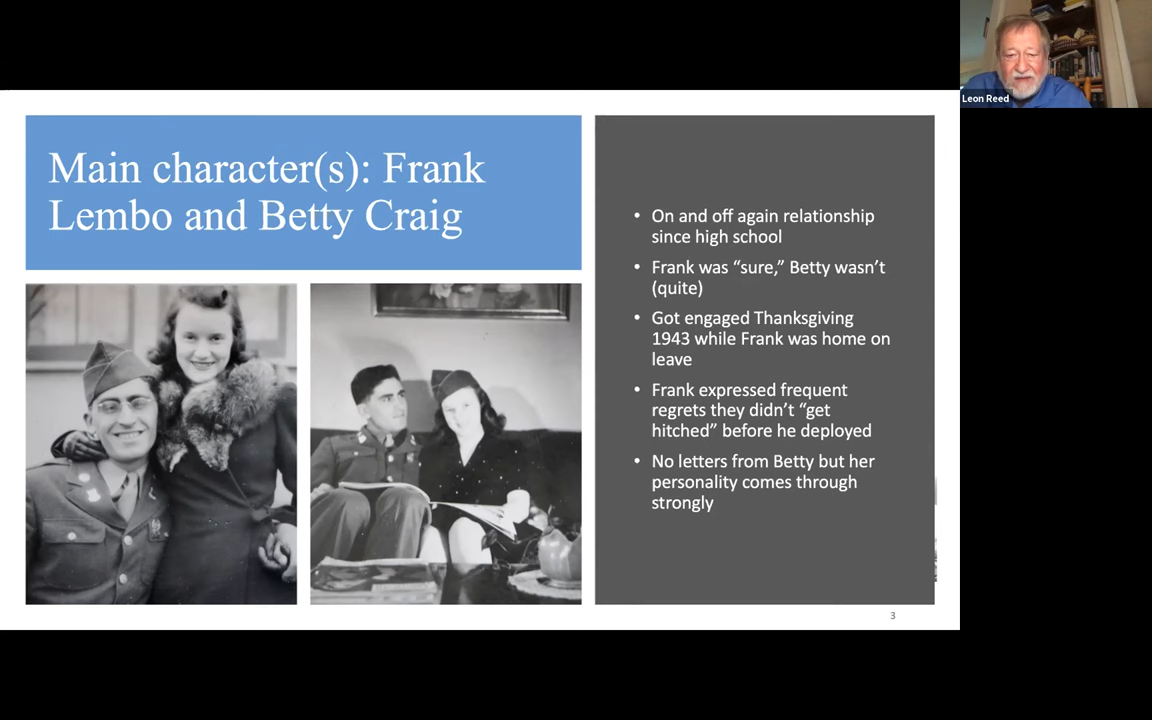 Leon Reed
Main character(s): Frank
Lembo and Betty Craig
• On and off again relationship
since high school
• Frank was “sure,” Betty wasn’t
(quite)
• Got engaged Thanksgiving
1943 while Frank was home on
leave
• Frank expressed frequent
regrets they didn’t “get
hitched” before he deployed
• No letters from Betty but her
personality comes through
strongly
3